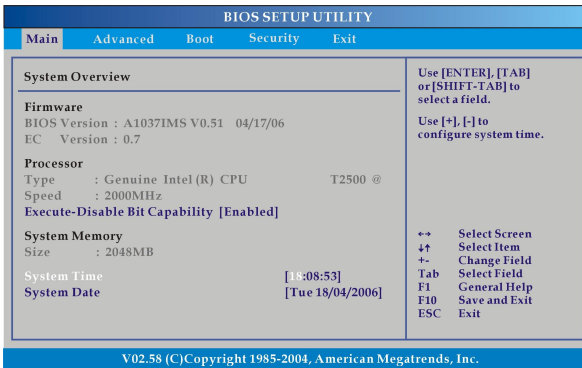 BIOS SETUP UTILITY
Main Advanced Boot Security Exit
System Overview
Firmware
BIOS Version : A1037IMS V0.51 04/17/06
EC Version : 0.7
Processor
Type : Genuine Intel(R) CPU T2500 @
Speed : 2000MHz
Execute-Disable Bit Capability [Enabled]
System Memory
Size : 2048MB
System Time [18:08:53]
System Date [Tue 18/04/2006]
Use [ENTER], [TAB]
or [SHIFT-TAB] to
select a field.
Use [+], [-] to
configure system time.
←→ Select Screen
↓↑ Select Item
+- Change Field
Tab Select Field
F1 General Help
F10 Save and Exit
ESC Exit
V02.58 (C)Copyright 1985-2004, American Megatrends, Inc.